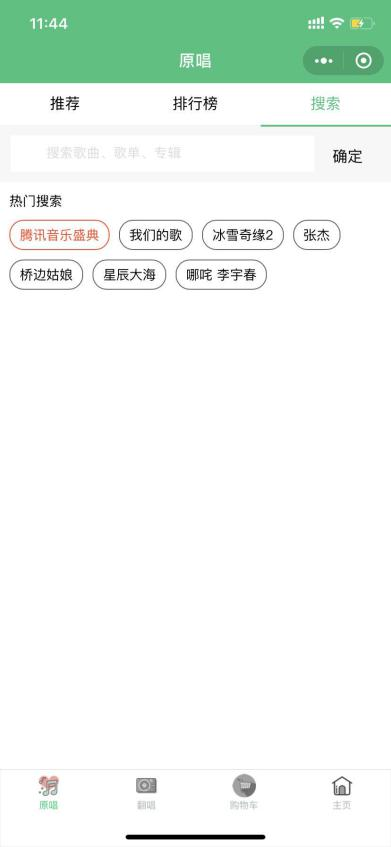 11:44
原唱
推荐 排行榜 搜索
搜索歌曲、歌单、专辑 确定
热门搜索
腾讯音乐盛典 我们的歌 冰雪奇缘2 张杰
桥边姑娘 星辰大海 哪吒 李宇春
原唱 翻唱 购物车 主页